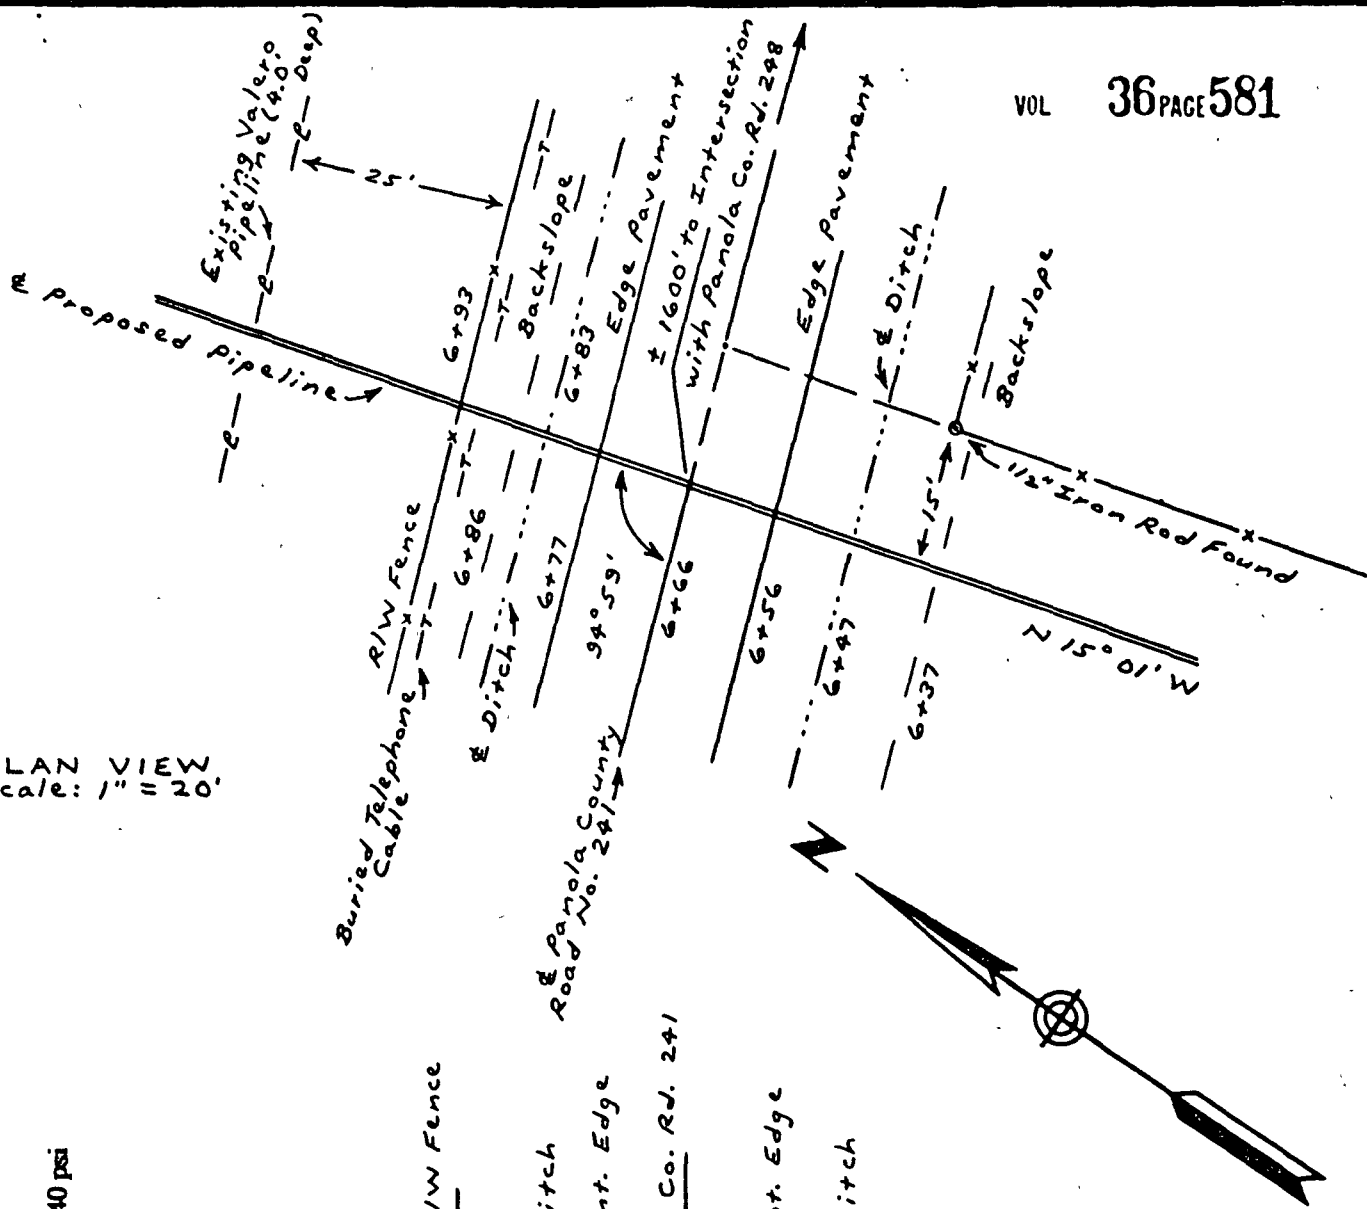 VOL 36 PAGE 581
Existing Valero
Pipeline (4.0' Deep)
P
P
P
25'
℄ Proposed Pipeline
6+93
T
T
Backslope
6+83
Edge Pavement
± 1600' to Intersection
with Panola Co. Rd. 248
Edge Pavement
℄ Ditch
Backslope
R/W Fence
T
T
6+86
℄ Ditch
6+77
94° 59'
6+66
6+56
6+47
6+37
15'
1/2" Iron Rod Found
N 15° 01' W
Buried Telephone
Cable
℄ Panola County
Road No. 241
LAN VIEW
cale: 1" = 20'
N
40 psi
/W Fence
itch
nt. Edge
Co. Rd. 241
t. Edge
itch